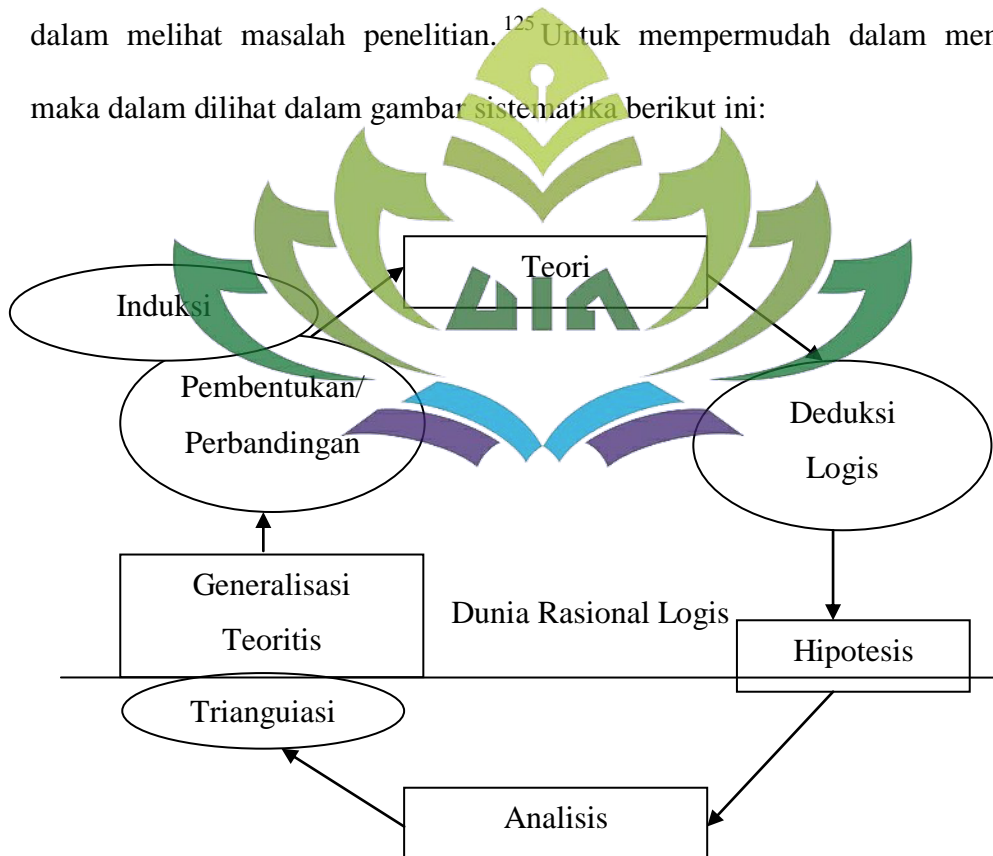 dalam melihat masalah penelitian.125 Untuk mempermudah dalam men
maka dalam dilihat dalam gambar sistematika berikut ini:
Teori
Induksi
Pembentukan/
Perbandingan
Deduksi
Logis
Generalisasi
Teoritis
Dunia Rasional Logis
Hipotesis
Trianguiasi
Analisis